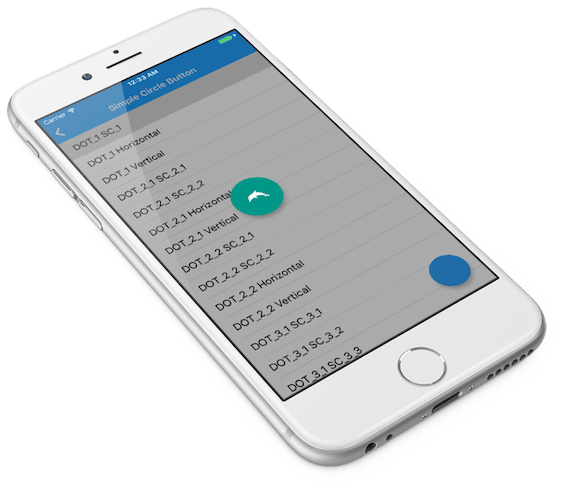 Carrier 12:33 AM
Simple Circle Button
DOT_1 SC_1
DOT_1 Horizontal
DOT_1 Vertical
DOT_2_1 SC_2_1
DOT_2_1 SC_2_2
DOT_2_1 Horizontal
DOT_2_1 Vertical
DOT_2_2 SC_2_1
DOT_2_2 SC_2_2
DOT_2_2 Horizontal
DOT_2_2 Vertical
DOT_3_1 SC_3_1
DOT_3_1 SC_3_2
DOT_3_1 SC_3_3